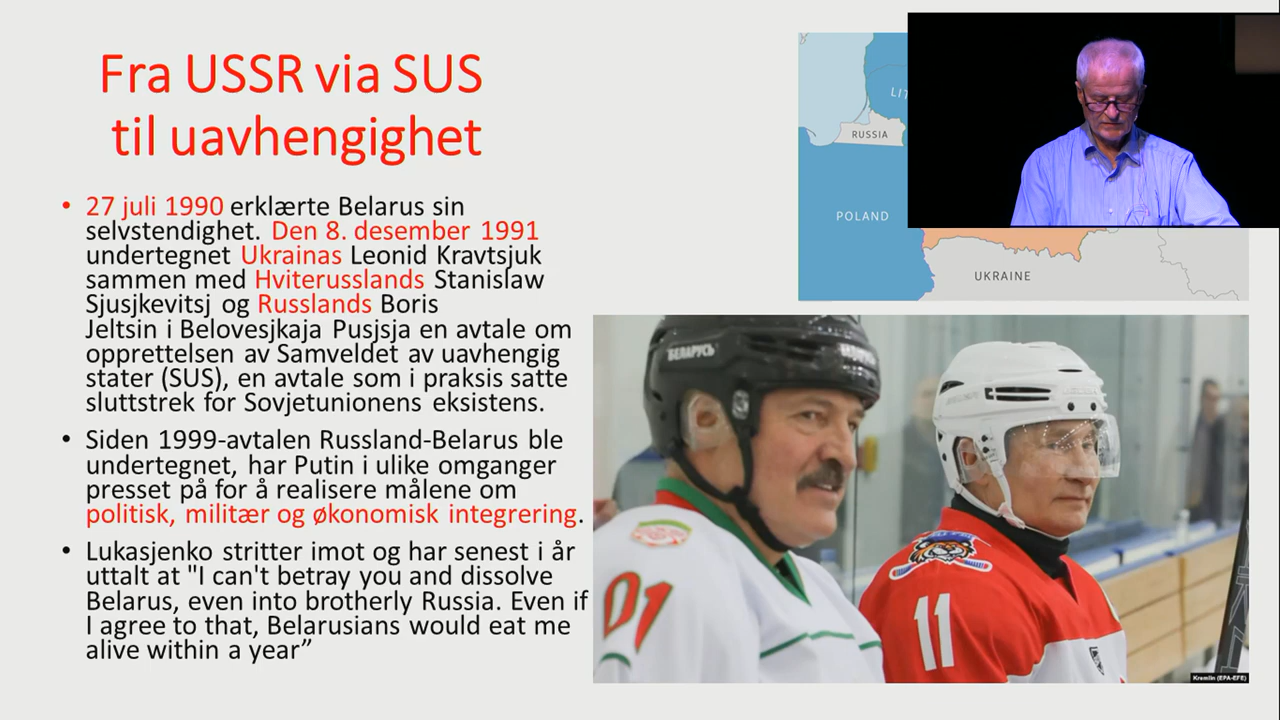 Fra USSR via SUS
til uavhengighet
• 27 juli 1990 erklærte Belarus sin
selvstendighet. Den 8. desember 1991
undertegnet Ukrainas Leonid Kravtsjuk
sammen med Hviterusslands Stanislaw
Sjusjkevitsj og Russlands Boris
Jeltsin i Belovesjkaja Pusjsja en avtale om
opprettelsen av Samveldet av uavhengig
stater (SUS), en avtale som i praksis satte
sluttstrek for Sovjetunionens eksistens.
• Siden 1999-avtalen Russland-Belarus ble
undertegnet, har Putin i ulike omganger
presset på for å realisere målene om
politisk, militær og økonomisk integrering.
• Lukasjenko stritter imot og har senest i år
uttalt at "I can't betray you and dissolve
Belarus, even into brotherly Russia. Even if
I agree to that, Belarusians would eat me
alive within a year”
LIT
RUSSIA
POLAND
UKRAINE
БЕЛАРУСЬ
01
11
Kremlin (EPA-EFE)